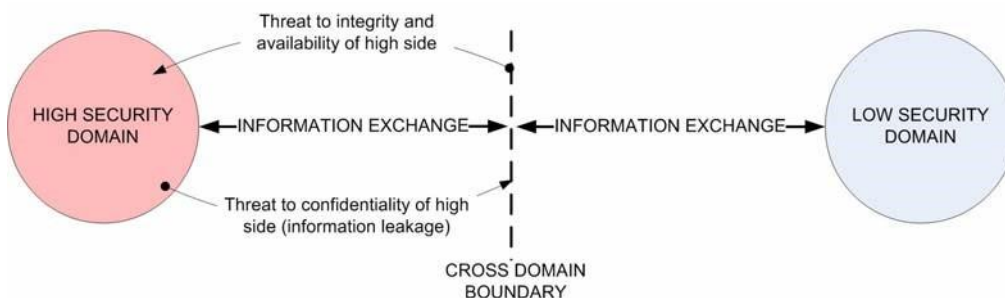 Threat to integrity and
availability of high side
HIGH SECURITY
DOMAIN
INFORMATION EXCHANGE
INFORMATION EXCHANGE
LOW SECURITY
DOMAIN
Threat to confidentiality of high
side (information leakage)
CROSS DOMAIN
BOUNDARY